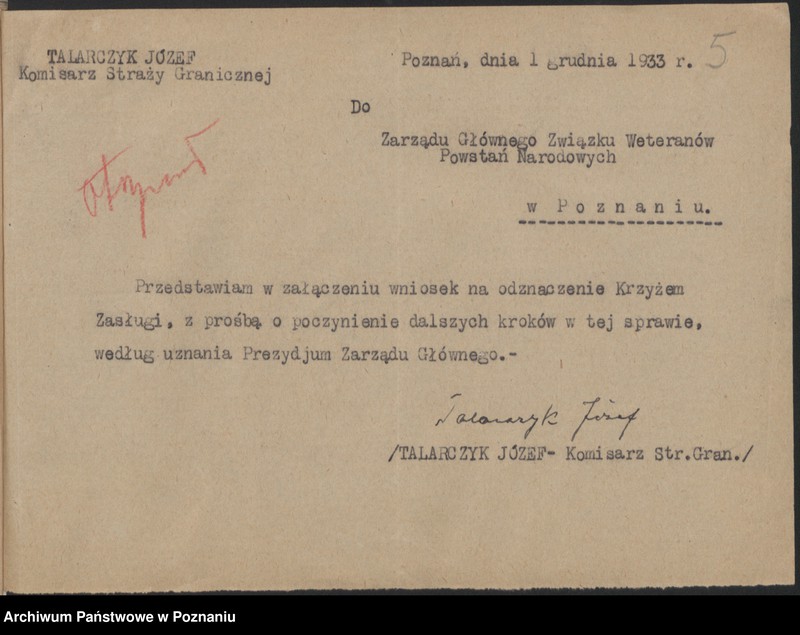 TALARCZYK JÓZEF
Komisarz Straży Granicznej
Poznań, dnia 1 grudnia 1933 r.
5
Do
Zarządu Głównego Związku Weteranów
Powstań Narodowych
w Poznaniu.
otrzymał
Przedstawiam w załączeniu wniosek na odznaczenie Krzyżem
Zasługi, z prośbą o poczynienie dalszych kroków w tej sprawie,
według uznania Prezydjum Zarządu Głównego.-
Talarczyk Józef
/TALARCZYK JÓZEF- Komisarz Str.Gran./
Archiwum Państwowe w Poznaniu